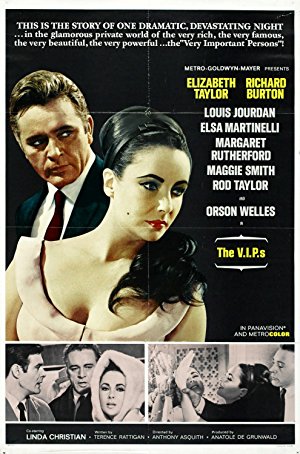 THIS IS THE STORY OF ONE DRAMATIC, DEVASTATING NIGHT
...in the glamorous private world of the very rich, the very famous,
the very beautiful, the very powerful ...the "Very Important Persons"!
METRO-GOLDWYN-MAYER PRESENTS
ELIZABETH TAYLOR
RICHARD BURTON
LOUIS JOURDAN
ELSA MARTINELLI
MARGARET
RUTHERFORD
MAGGIE SMITH
ROD TAYLOR
AND
ORSON WELLES
in
The V.I.P.s
IN PANAVISION®
AND METROCOLOR
Co-starring
LINDA CHRISTIAN
Written by
TERENCE RATTIGAN
Directed by
ANTHONY ASQUITH
Produced by
ANATOLE DE GRUNWALD